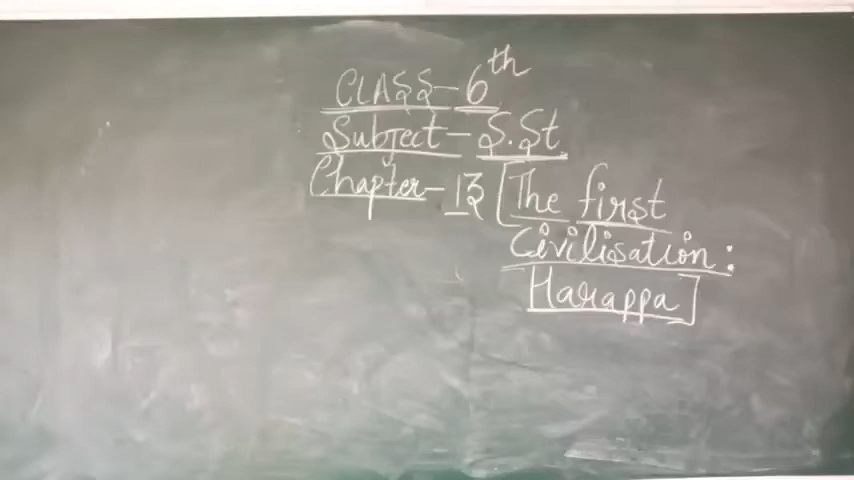 CLASS-6th
Subject-S.St
Chapter-13 [The first
Civilisation:
Harappa]